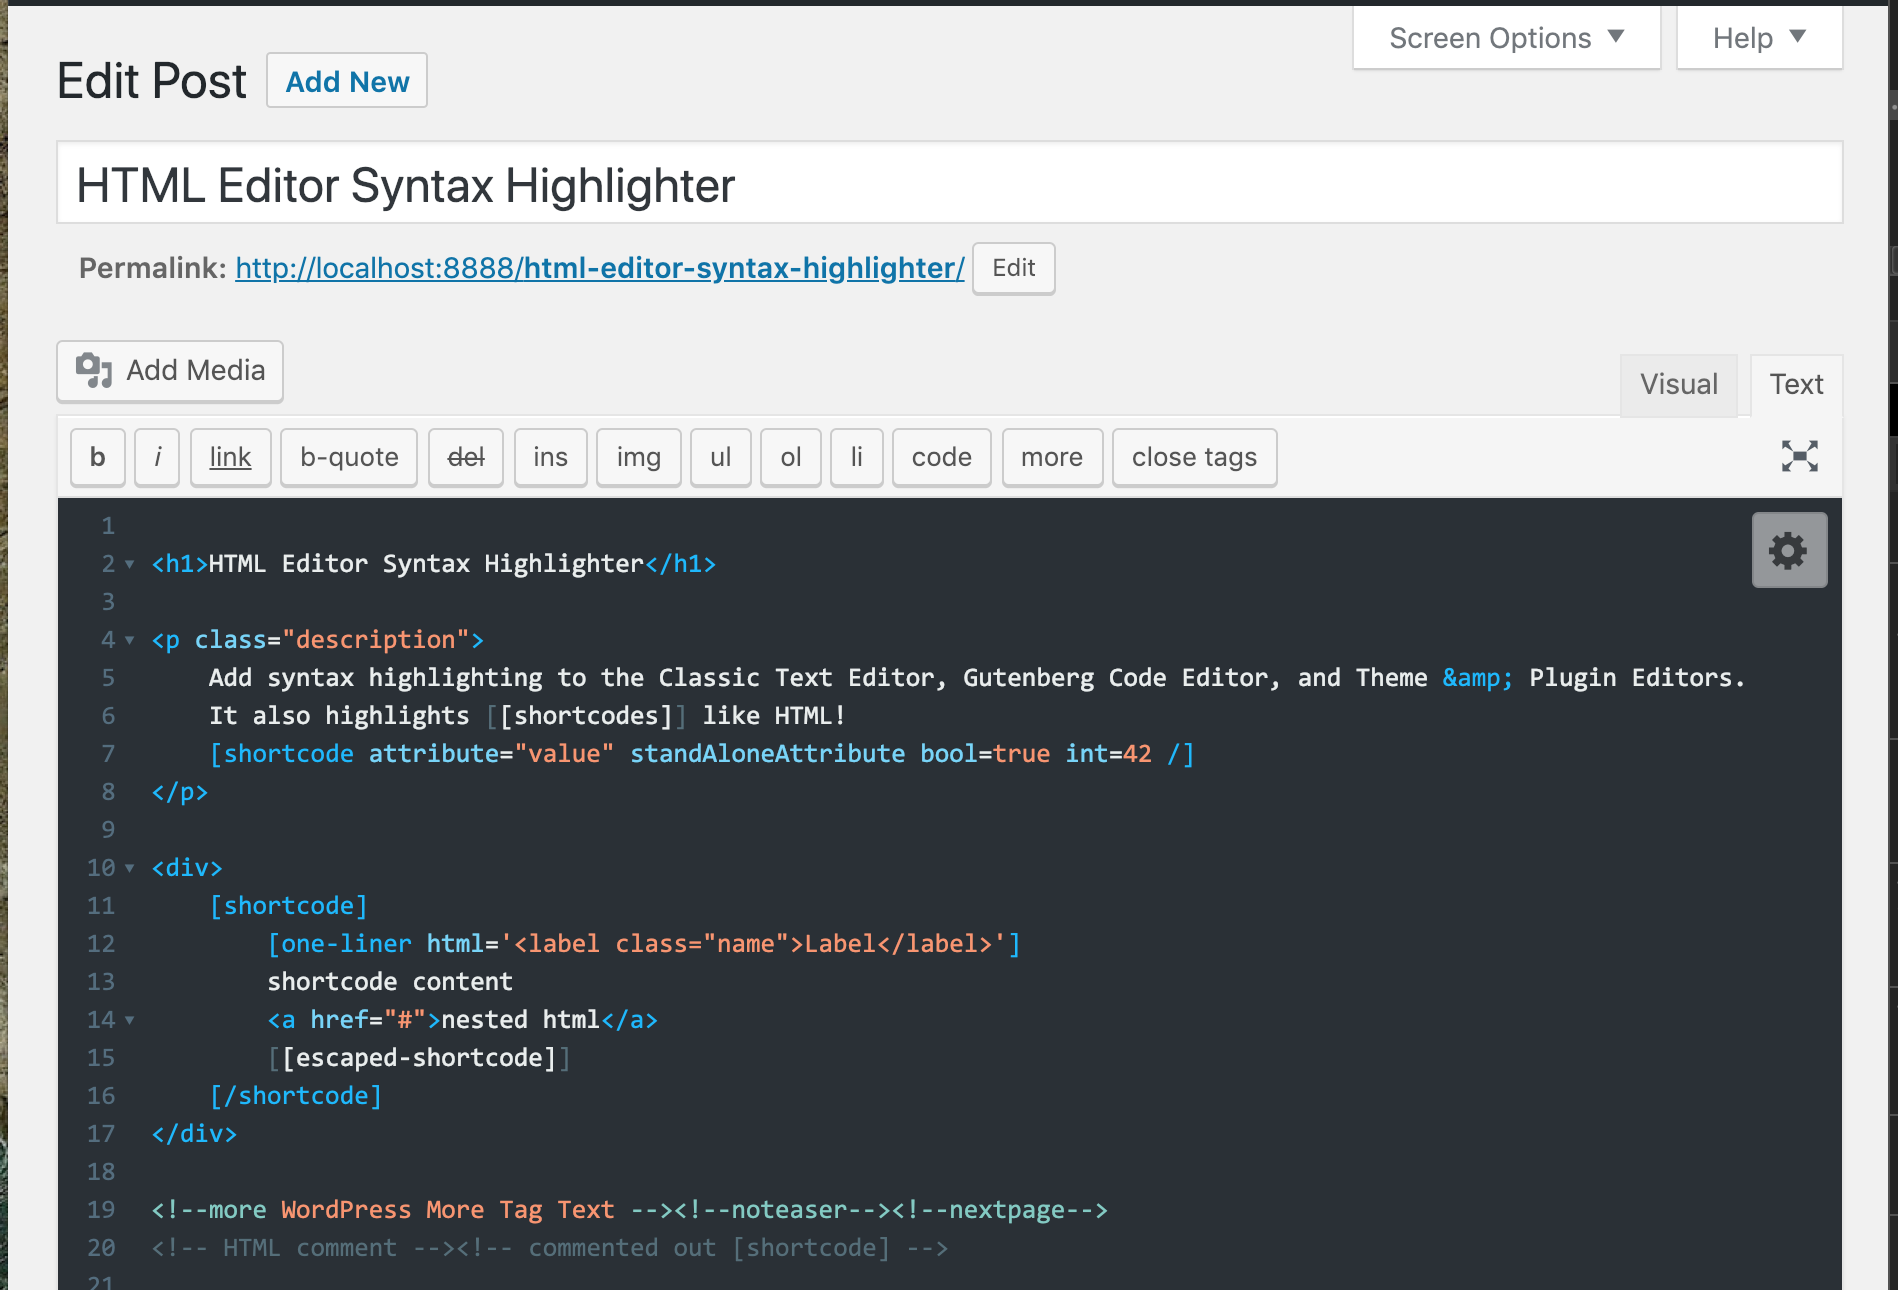 Screen Options Help
Edit Post Add New
HTML Editor Syntax Highlighter
Permalink: http://localhost:8888/html-editor-syntax-highlighter/ Edit
Add Media Visual Text
b i link b-quote del ins img ul ol li code more close tags
1
2 <h1>HTML Editor Syntax Highlighter</h1>
3
4 <p class="description">
5 Add syntax highlighting to the Classic Text Editor, Gutenberg Code Editor, and Theme &amp; Plugin Editors.
6 It also highlights [[shortcodes]] like HTML!
7 [shortcode attribute="value" standAloneAttribute bool=true int=42 /]
8 </p>
9
10 <div>
11 [shortcode]
12 [one-liner html='<label class="name">Label</label>']
13 shortcode content
14 <a href="#">nested html</a>
15 [[escaped-shortcode]]
16 [/shortcode]
17 </div>
18
19 <!--more WordPress More Tag Text --><!--noteaser--><!--nextpage-->
20 <!-- HTML comment --><!-- commented out [shortcode] -->
21